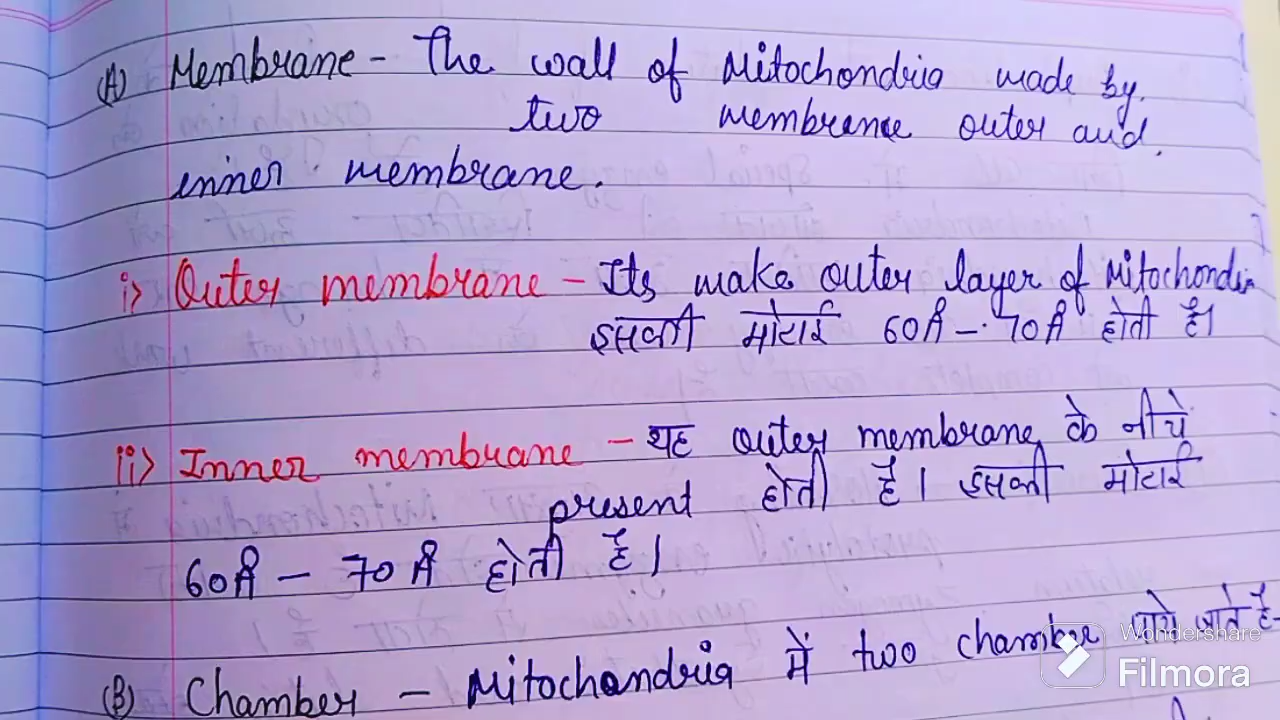 (A) Membrane - The wall of Mitochondria made by.
two membrance outer and.
inner membrane.
i> Outer membrane - Its make outer layer of Mitochondria
इसकी मोटाई 60Å - 70Å होती है।
ii> Inner membrane - यह outer membrane के नीचे
present होती है। इसकी मोटाई
60Å - 70Å होती है।
(B) Chamber - Mitochondria में two chamber पाये जाते है-
Wondershare
Filmora